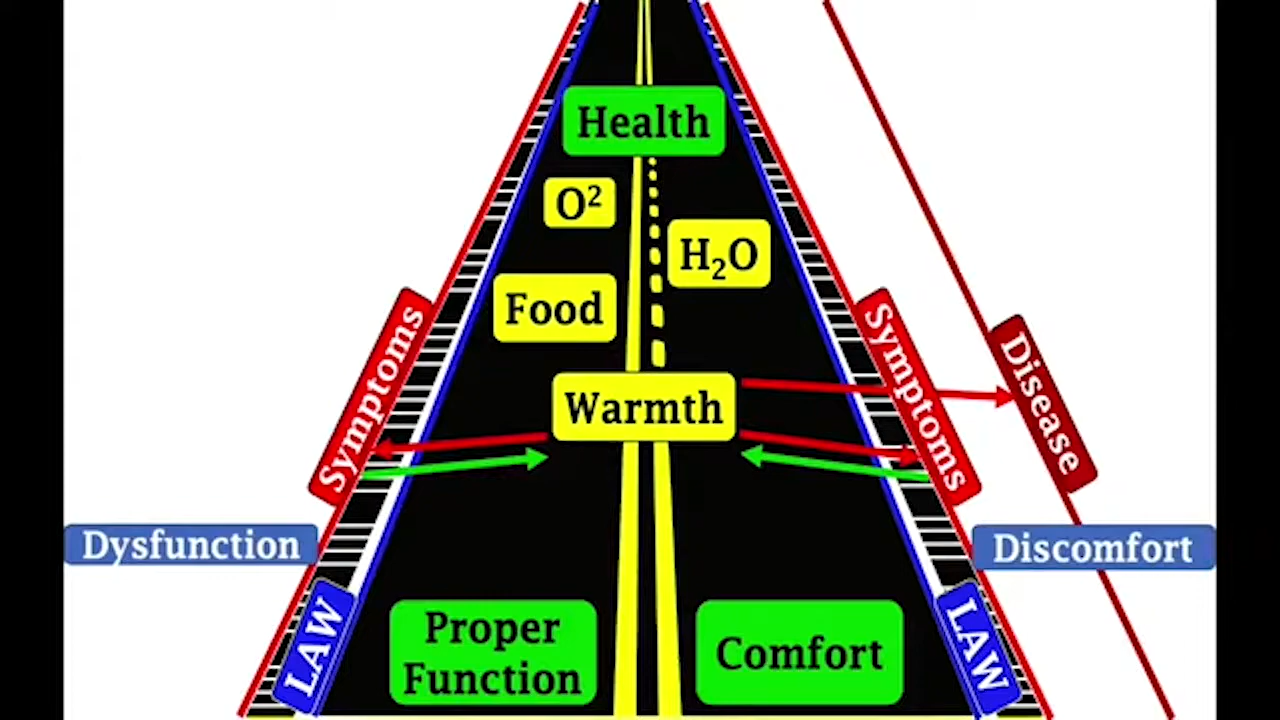 Health
O²
H₂O
Food
Symptoms
Symptoms
Disease
Warmth
Dysfunction
Discomfort
LAW
Proper
Function
Comfort
LAW